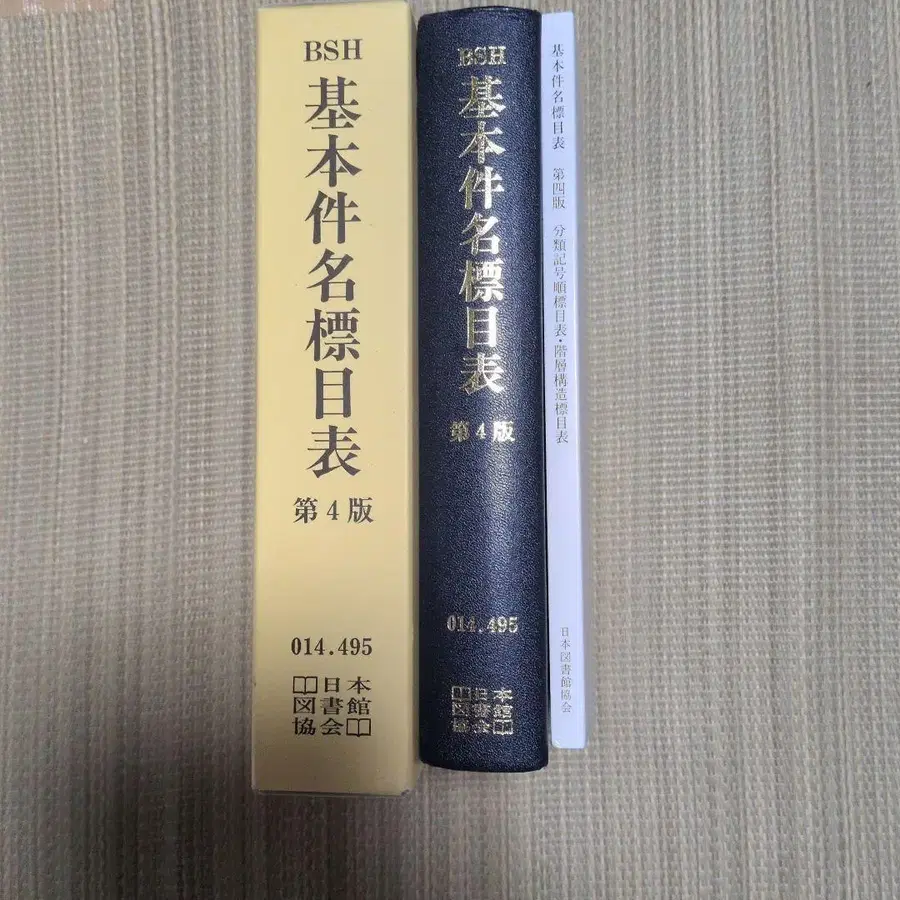 BSH
基本件名標目表
第4版
014.495
日本
図書館
協会
BSH
基本件名標目表
第4版
014.495
日本
図書館
協会
基本件名標目表 第四版 分類記号順標目表・階層構造標目表
日本図書館協会